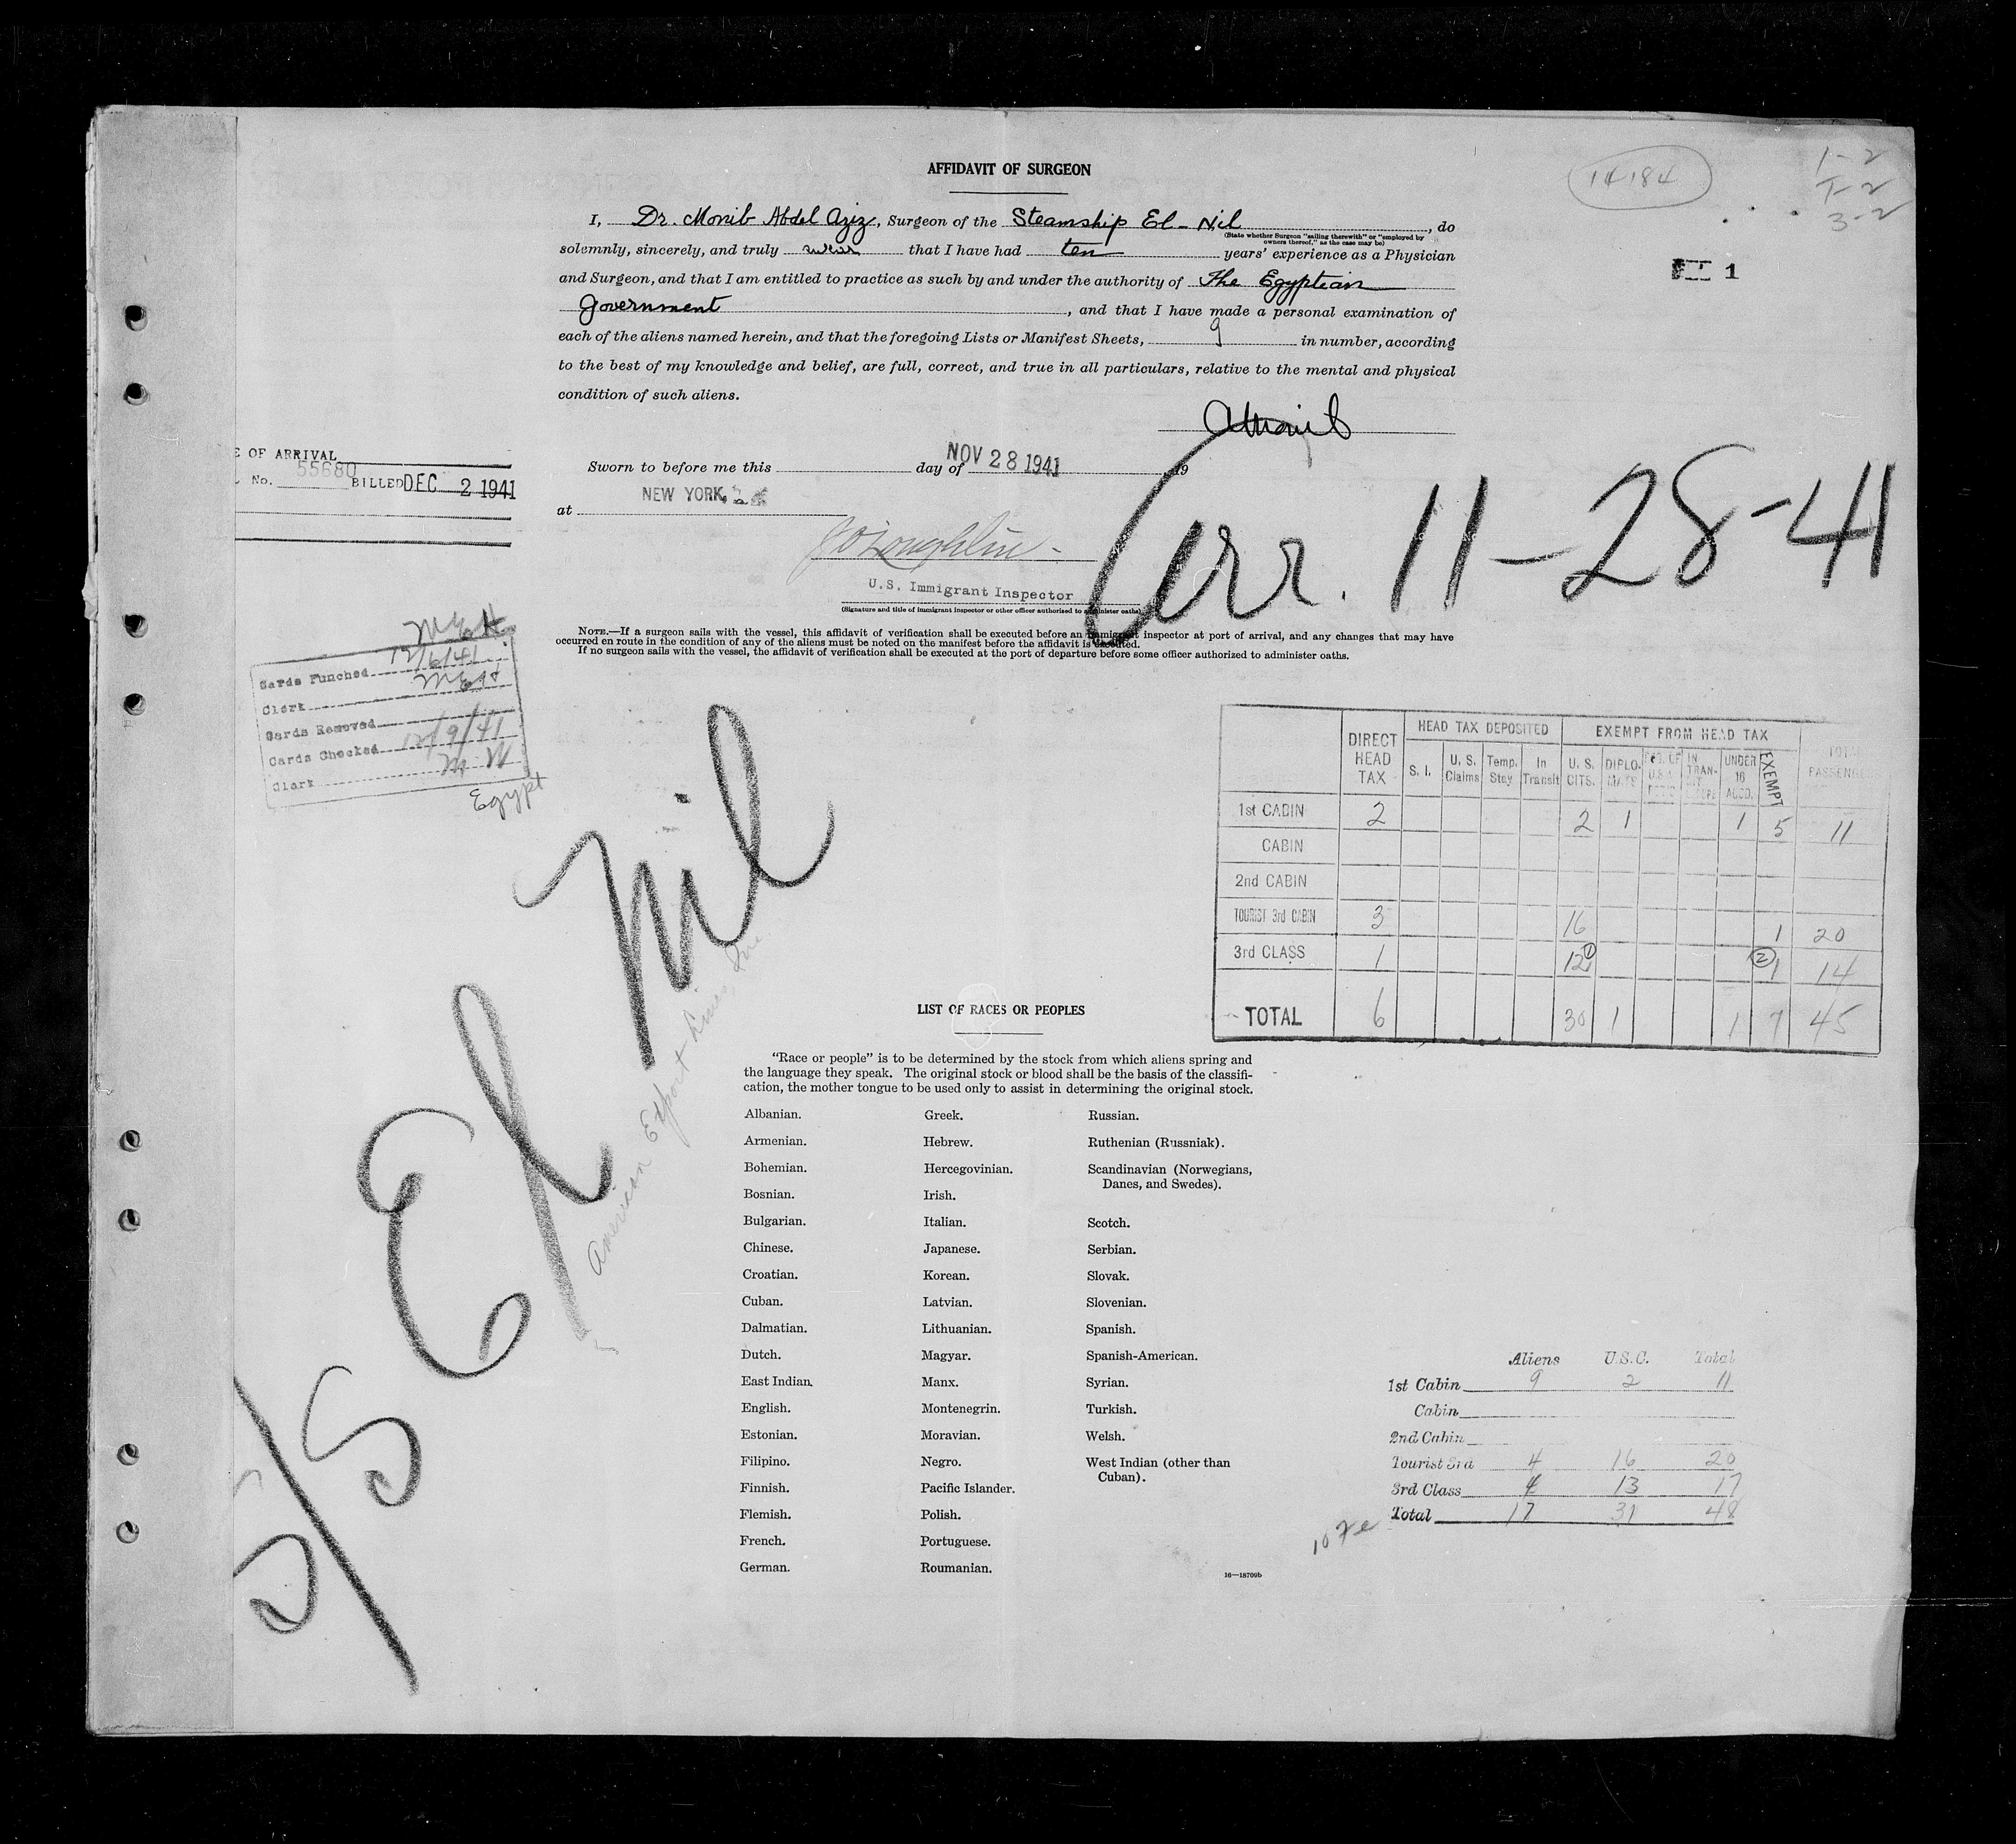 AFFIDAVIT OF SURGEON
14184
1-2
T-2
3-2
1
I, Dr. Monib Abdel Aziz, Surgeon of the Steamship El-Nil, do
(State whether Surgeon "sailing therewith" or "employed by
owners thereof," as the case may be)
solemnly, sincerely, and truly swear that I have had ten years' experience as a Physician
and Surgeon, and that I am entitled to practice as such by and under the authority of The Egyptian
Government, and that I have made a personal examination of
each of the aliens named herein, and that the foregoing Lists or Manifest Sheets, 9 in number, according
to the best of my knowledge and belief, are full, correct, and true in all particulars, relative to the mental and physical
condition of such aliens.
AMonib
Sworn to before me this day of NOV 28 1941, 19
at NEW YORK,
U.S. Immigrant Inspector
(Signature and title of immigrant inspector or other officer authorized to administer oaths)
Arr. 11-28-41
E OF ARRIVAL
No. 55680 BILLED DEC 2 1941
NOTE.—If a surgeon sails with the vessel, this affidavit of verification shall be executed before an immigrant inspector at port of arrival, and any changes that may have
occurred en route in the condition of any of the aliens must be noted on the manifest before the affidavit is executed.
If no surgeon sails with the vessel, the affidavit of verification shall be executed at the port of departure before some officer authorized to administer oaths.
Cards Punched 12/6/41
Clerk
Cards Removed
Cards Checked 12/9/41
Clerk
Egypt
S/S El Nil
American Export Lines, Inc
DIRECT HEAD TAX HEAD TAX DEPOSITED EXEMPT FROM HEAD TAX TOTAL PASSENG
S. I. U. S. Claims Temp. Stay In Transit U. S. CITS. DIPLO-MATS IN TRAN- UNDER 16 ACCD. EXEMPT
1st CABIN 2 2 1 1 5 11
CABIN
2nd CABIN
TOURIST 3rd CABIN 3 16 1 20
3rd CLASS 1 12 1 2 1 14
TOTAL 6 30 1 1 7 45
LIST OF RACES OR PEOPLES
"Race or people" is to be determined by the stock from which aliens spring and
the language they speak. The original stock or blood shall be the basis of the classifi-
cation, the mother tongue to be used only to assist in determining the original stock.
Albanian.
Armenian.
Bohemian.
Bosnian.
Bulgarian.
Chinese.
Croatian.
Cuban.
Dalmatian.
Dutch.
East Indian.
English.
Estonian.
Filipino.
Finnish.
Flemish.
French.
German.
Greek.
Hebrew.
Hercegovinian.
Irish.
Italian.
Japanese.
Korean.
Latvian.
Lithuanian.
Magyar.
Manx.
Montenegrin.
Moravian.
Negro.
Pacific Islander.
Polish.
Portuguese.
Roumanian.
Russian.
Ruthenian (Russniak).
Scandinavian (Norwegians,
Danes, and Swedes).
Scotch.
Serbian.
Slovak.
Slovenian.
Spanish.
Spanish-American.
Syrian.
Turkish.
Welsh.
West Indian (other than
Cuban).
16—18709b
Aliens U.S.C. Total
1st Cabin 9 2 11
Cabin
2nd Cabin
Tourist 3rd 4 16 20
3rd Class 4 13 17
Total 17 31 48